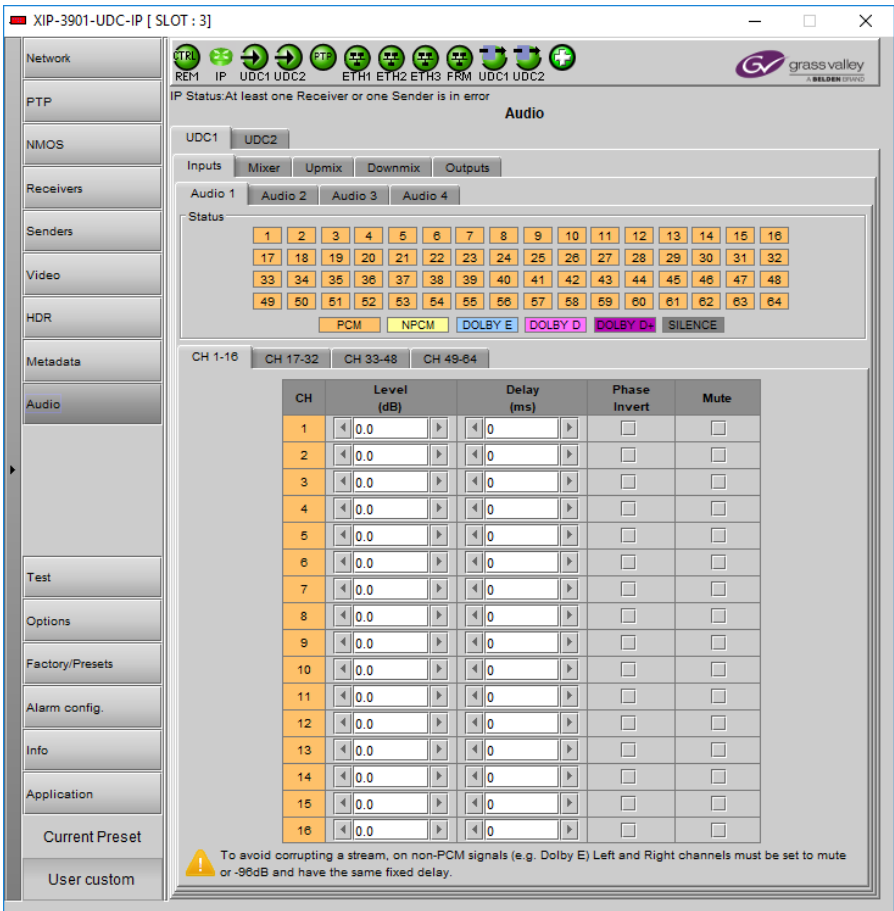 XIP-3901-UDC-IP [ SLOT : 3]
Network
PTP
NMOS
Receivers
Senders
Video
HDR
Metadata
Audio
Test
Options
Factory/Presets
Alarm config.
Info
Application
Current Preset
User custom
CTRL PTP
REM IP UDC1 UDC2 ETH1 ETH2 ETH3 FRM UDC1 UDC2
GV grass valley
A BELDEN BRAND
IP Status:At least one Receiver or one Sender is in error
Audio
UDC1 UDC2
Inputs Mixer Upmix Downmix Outputs
Audio 1 Audio 2 Audio 3 Audio 4
Status
1 2 3 4 5 6 7 8 9 10 11 12 13 14 15 16
17 18 19 20 21 22 23 24 25 26 27 28 29 30 31 32
33 34 35 36 37 38 39 40 41 42 43 44 45 46 47 48
49 50 51 52 53 54 55 56 57 58 59 60 61 62 63 64
PCM NPCM DOLBY E DOLBY D DOLBY D+ SILENCE
CH 1-16 CH 17-32 CH 33-48 CH 49-64
CH Level (dB) Delay (ms) Phase Invert Mute
1 0.0 0
2 0.0 0
3 0.0 0
4 0.0 0
5 0.0 0
6 0.0 0
7 0.0 0
8 0.0 0
9 0.0 0
10 0.0 0
11 0.0 0
12 0.0 0
13 0.0 0
14 0.0 0
15 0.0 0
16 0.0 0
To avoid corrupting a stream, on non-PCM signals (e.g. Dolby E) Left and Right channels must be set to mute
or -96dB and have the same fixed delay.